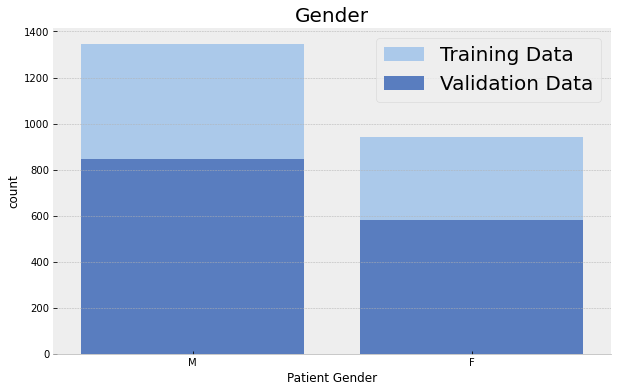 Gender
Training Data
Validation Data
1400
1200
1000
800
600
400
200
0
count
M
F
Patient Gender